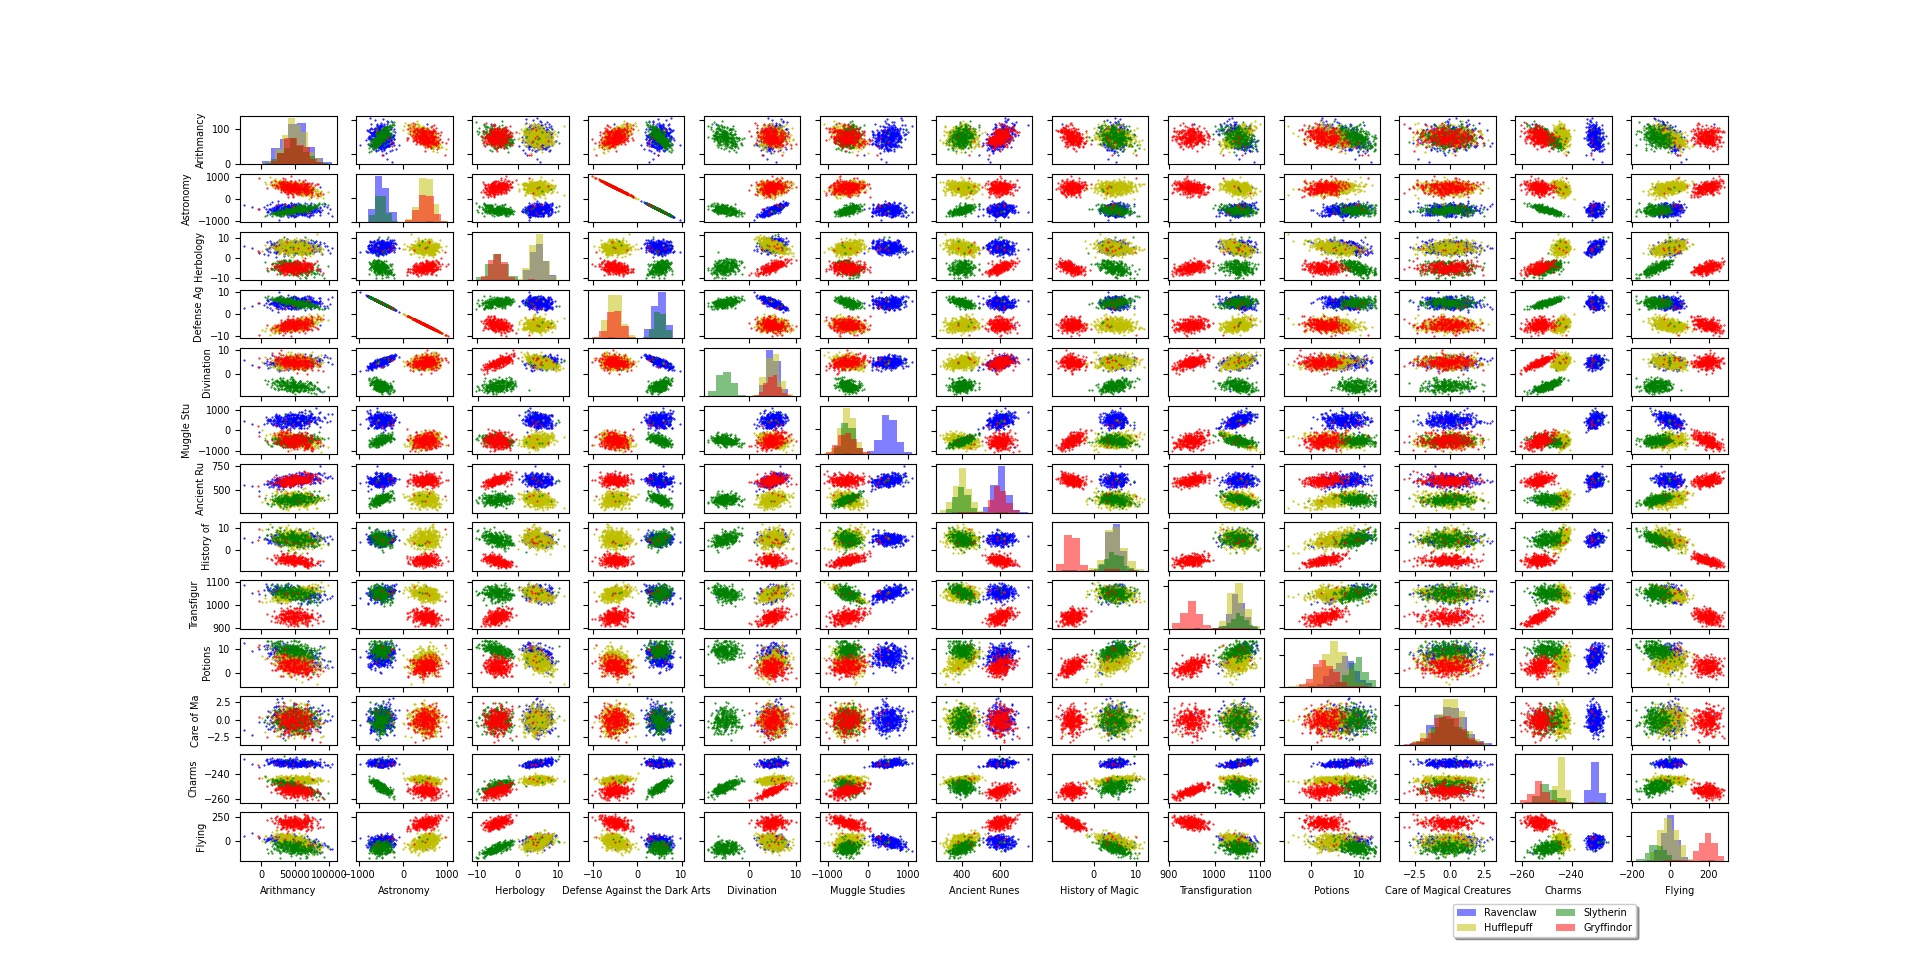 Arithmancy
100
0
Astronomy
1000
0
−1000
Herbology
10
0
−10
Defense Ag
10
0
−10
Divination
10
0
Muggle Stu
1000
0
−1000
Ancient Ru
750
500
History of
10
0
Transfigur
1100
1000
900
Potions
10
0
Care of Ma
2.5
0.0
−2.5
Charms
−240
−260
Flying
250
0
0 50000 100000 −1000 0 1000 −10 0 10 −10 0 10 0 10 −1000 0 1000 400 600 0 10 900 1000 1100 0 10 −2.5 0.0 2.5 −260 −240 −200 0 200
Arithmancy Astronomy Herbology Defense Against the Dark Arts Divination Muggle Studies Ancient Runes History of Magic Transfiguration Potions Care of Magical Creatures Charms Flying
Ravenclaw Slytherin
Hufflepuff Gryffindor